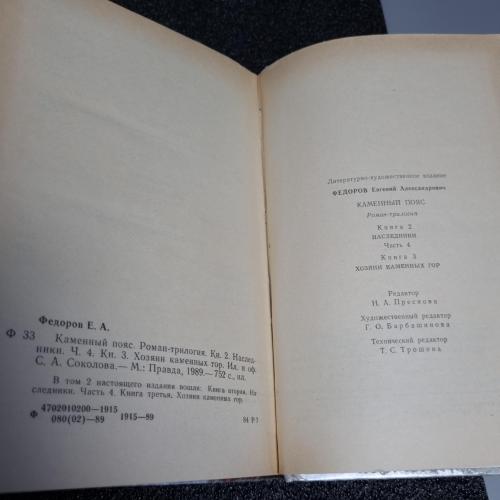 Федоров Е. А.
Ф 33 Каменный пояс. Роман-трилогия. Кн. 2. Наслед-
ники. Ч. 4. Кн. 3. Хозяин каменных гор. Ил. и оф.
С. А. Соколова.— М.: Правда, 1989.— 752 с., ил.
В том 2 настоящего издания вошли: Книга вторая. На-
следники. Часть 4. Книга третья. Хозяин каменных гор.
Ф 4702010200—1915
080(02)—89 1915—89 84 Р7
Литературно-художественное издание
ФЕДОРОВ Евгений Александрович
КАМЕННЫЙ ПОЯС
Роман-трилогия
Книга 2
НАСЛЕДНИКИ
Часть 4
Книга 3
ХОЗЯИН КАМЕННЫХ ГОР
Редактор
Н. А. Преснова
Художественный редактор
Г. О. Барбашинова
Технический редактор
Т. С. Трошина